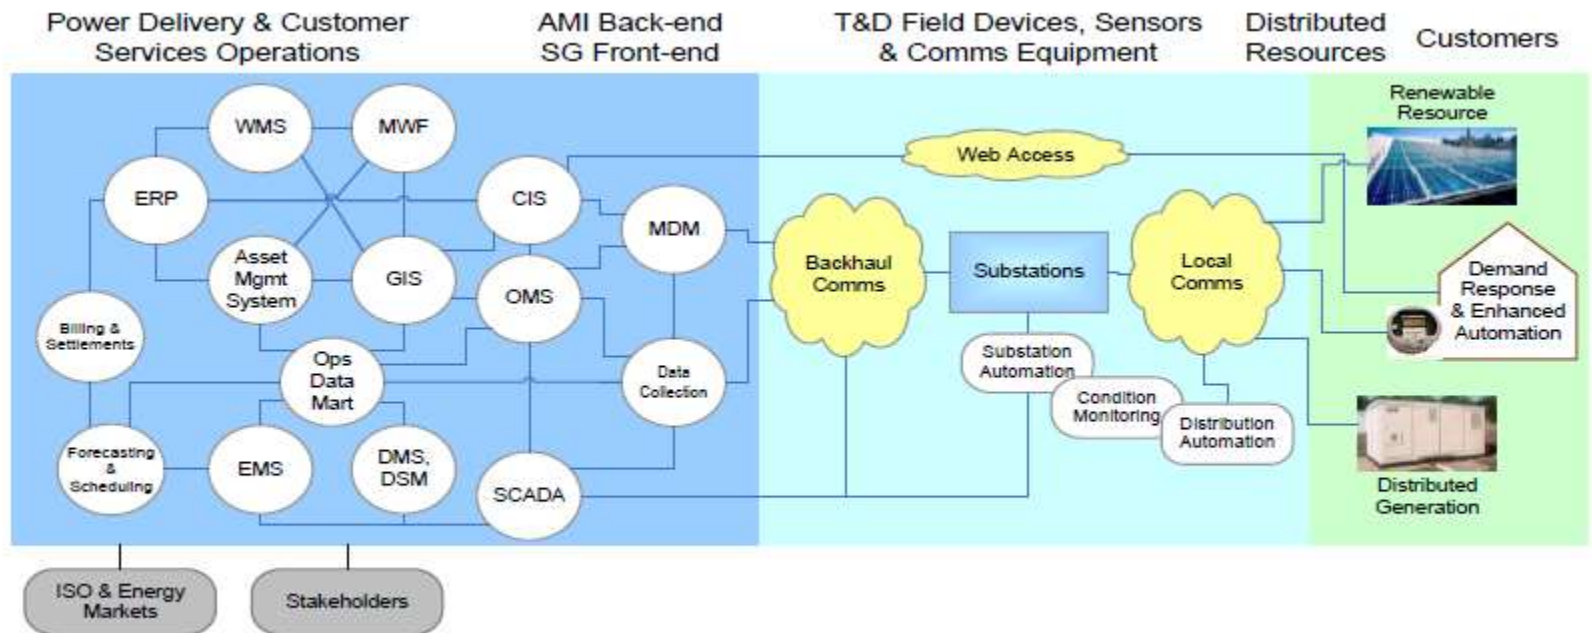 Power Delivery & Customer
Services Operations
AMI Back-end
SG Front-end
T&D Field Devices, Sensors
& Comms Equipment
Distributed
Resources
Customers
WMS
MWF
ERP
CIS
MDM
Asset
Mgmt
System
GIS
OMS
Billing &
Settlements
Ops
Data
Mart
Data
Collection
Forecasting
&
Scheduling
EMS
DMS,
DSM
SCADA
Web Access
Backhaul
Comms
Substations
Local
Comms
Substation
Automation
Condition
Monitoring
Distribution
Automation
Renewable
Resource
Demand
Response
& Enhanced
Automation
Distributed
Generation
ISO & Energy
Markets
Stakeholders